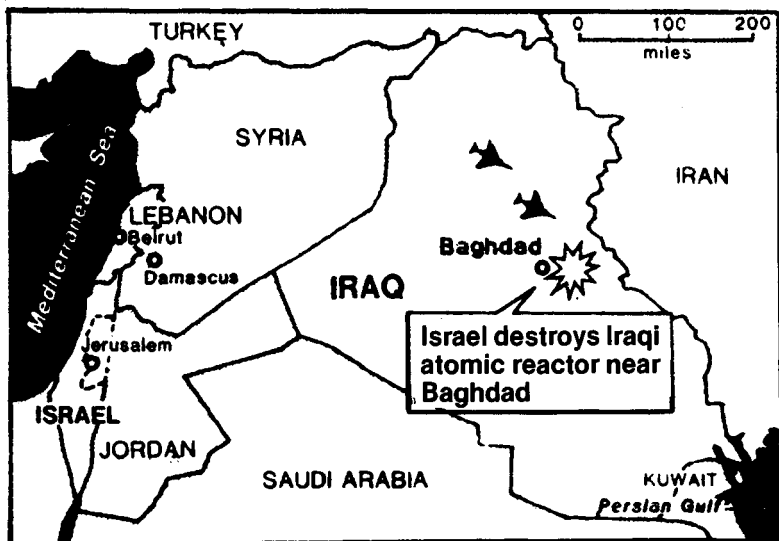 TURKEY
0 100 200
miles
SYRIA
IRAN
Mediterranean Sea
LEBANON
Beirut
Damascus
Baghdad
IRAQ
Israel destroys Iraqi
atomic reactor near
Baghdad
Jerusalem
ISRAEL
JORDAN
SAUDI ARABIA
KUWAIT
Persian Gulf